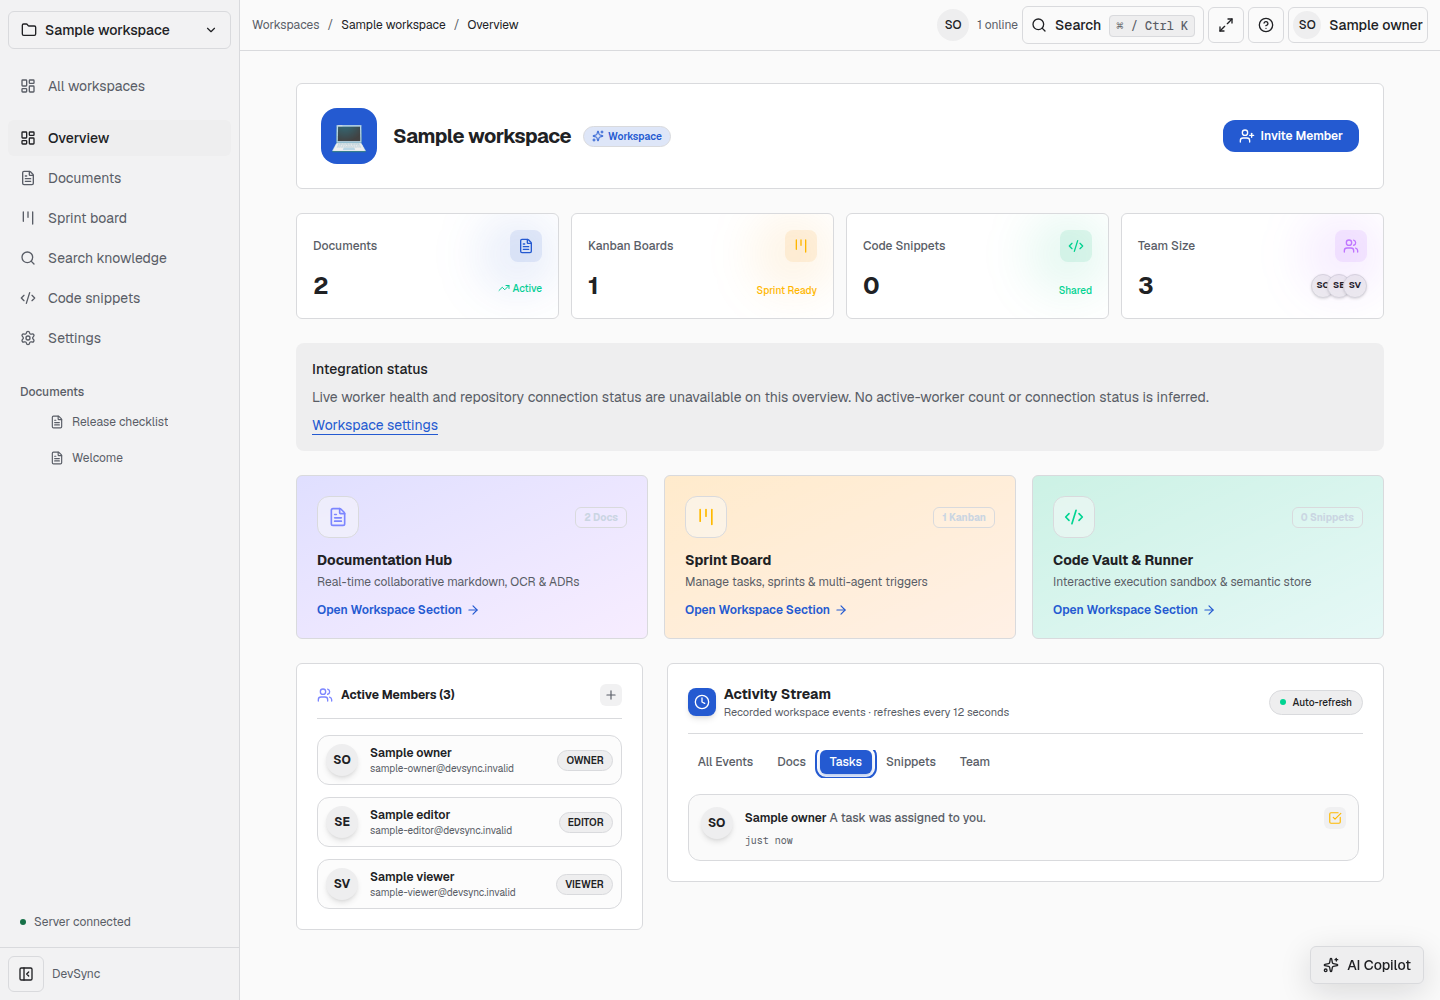 Sample workspace
All workspaces
Overview
Documents
Sprint board
Search knowledge
Code snippets
Settings
Documents
Release checklist
Welcome
Server connected
DevSync
Workspaces / Sample workspace / Overview
SO 1 online
Search ⌘ / Ctrl K
SO Sample owner
Sample workspace Workspace
Invite Member
Documents
2
Active
Kanban Boards
1
Sprint Ready
Code Snippets
0
Shared
Team Size
3
SO SE SV
Integration status
Live worker health and repository connection status are unavailable on this overview. No active-worker count or connection status is inferred.
Workspace settings
2 Docs
Documentation Hub
Real-time collaborative markdown, OCR & ADRs
Open Workspace Section
1 Kanban
Sprint Board
Manage tasks, sprints & multi-agent triggers
Open Workspace Section
0 Snippets
Code Vault & Runner
Interactive execution sandbox & semantic store
Open Workspace Section
Active Members (3)
SO Sample owner
sample-owner@devsync.invalid
OWNER
SE Sample editor
sample-editor@devsync.invalid
EDITOR
SV Sample viewer
sample-viewer@devsync.invalid
VIEWER
Activity Stream
Recorded workspace events · refreshes every 12 seconds
Auto-refresh
All Events Docs Tasks Snippets Team
SO Sample owner A task was assigned to you.
just now
AI Copilot